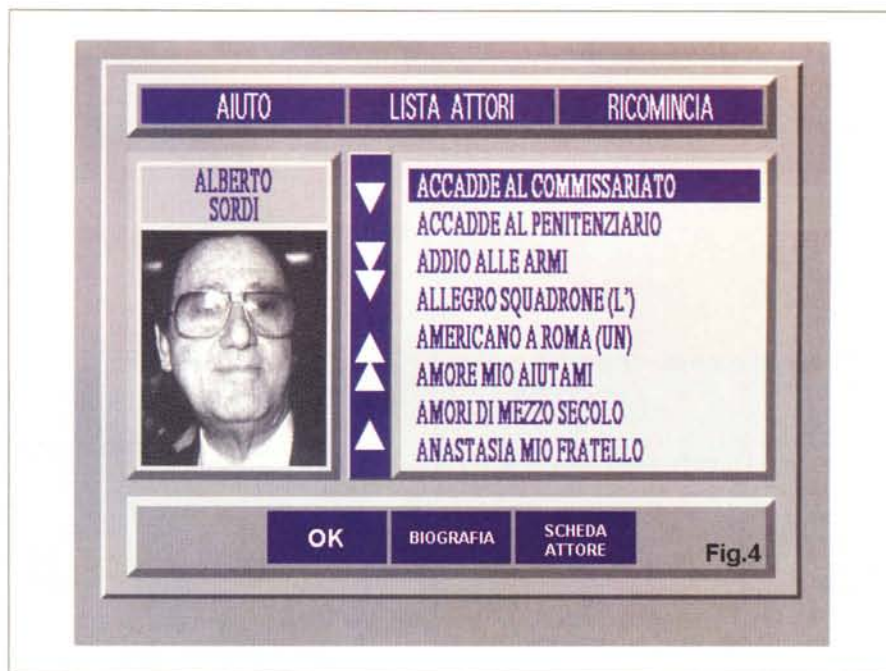 AIUTO
LISTA ATTORI
RICOMINCIA
ALBERTO
SORDI
ACCADDE AL COMMISSARIATO
ACCADDE AL PENITENZIARIO
ADDIO ALLE ARMI
ALLEGRO SQUADRONE (L')
AMERICANO A ROMA (UN)
AMORE MIO AIUTAMI
AMORI DI MEZZO SECOLO
ANASTASIA MIO FRATELLO
OK
BIOGRAFIA
SCHEDA
ATTORE
Fig.4